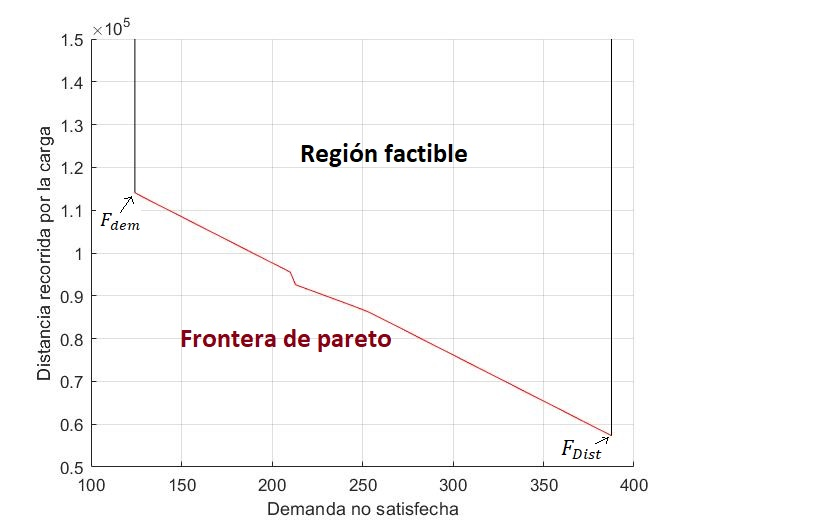 ×10⁵
1.5
1.4
1.3
1.2
1.1
1
0.9
0.8
0.7
0.6
0.5
Distancia recorrida por la carga
Región factible
F_dem
Frontera de pareto
F_Dist
100 150 200 250 300 350 400
Demanda no satisfecha